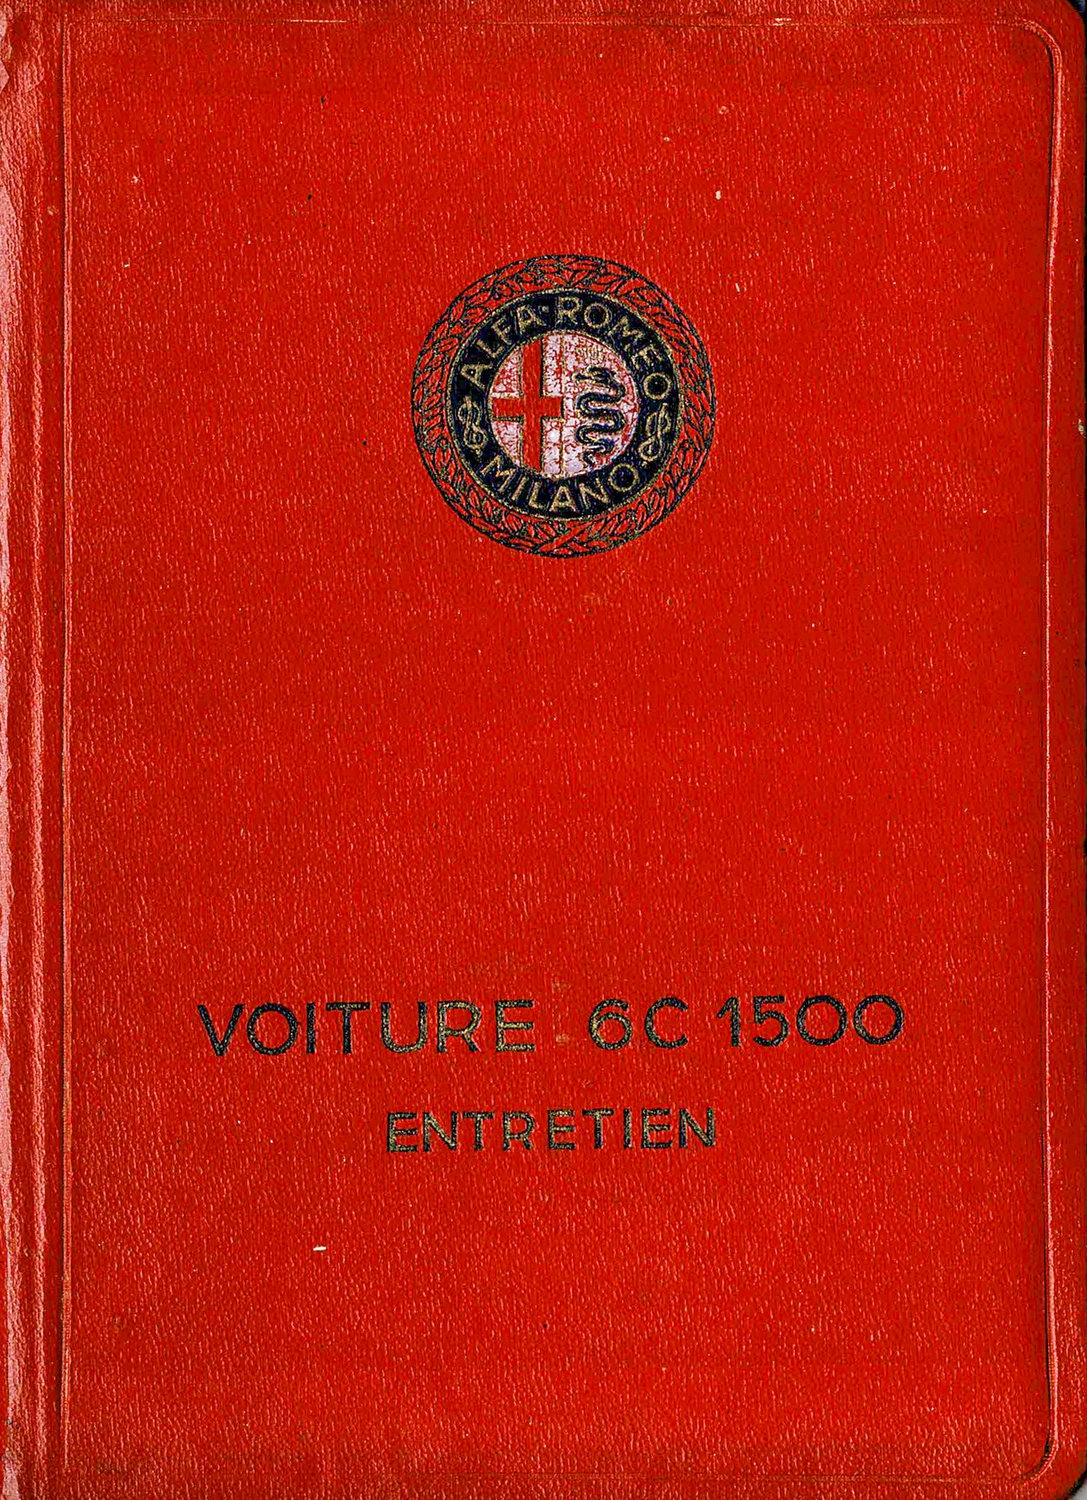 ALFA·ROMEO
MILANO
VOITURE 6C 1500
ENTRETIEN